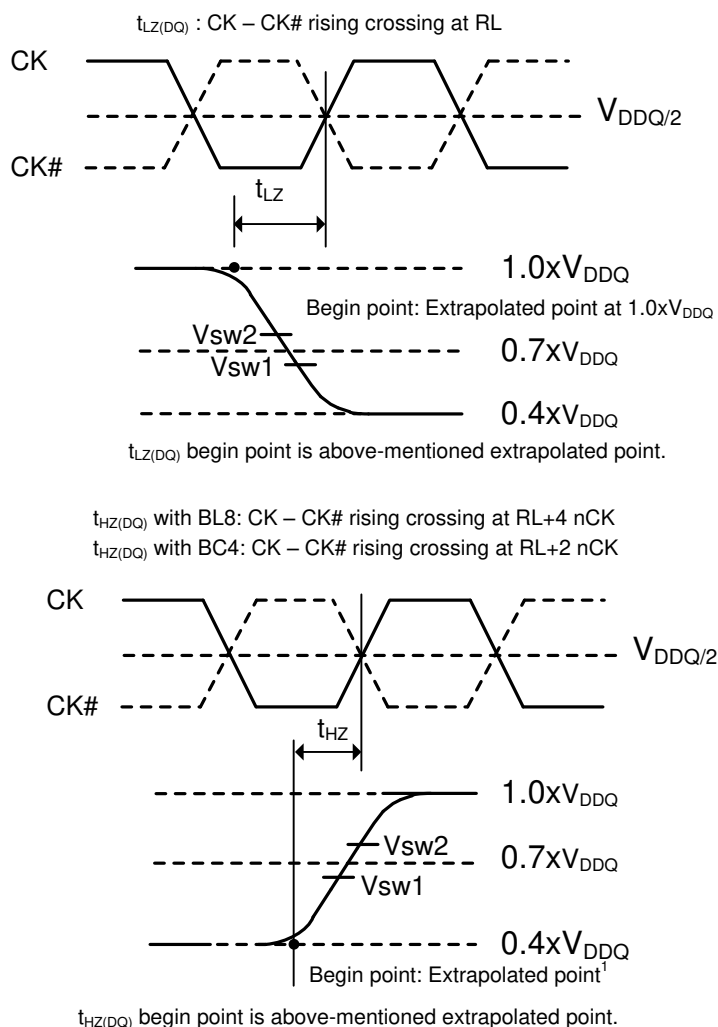 tLZ(DQ) : CK – CK# rising crossing at RL
CK
VDDQ/2
CK#
tLZ
1.0xVDDQ
Begin point: Extrapolated point at 1.0xVDDQ
Vsw2
0.7xVDDQ
Vsw1
0.4xVDDQ
tLZ(DQ) begin point is above-mentioned extrapolated point.
tHZ(DQ) with BL8: CK – CK# rising crossing at RL+4 nCK
tHZ(DQ) with BC4: CK – CK# rising crossing at RL+2 nCK
CK
VDDQ/2
CK#
tHZ
1.0xVDDQ
Vsw2
0.7xVDDQ
Vsw1
0.4xVDDQ
Begin point: Extrapolated point1
tHZ(DQ) begin point is above-mentioned extrapolated point.